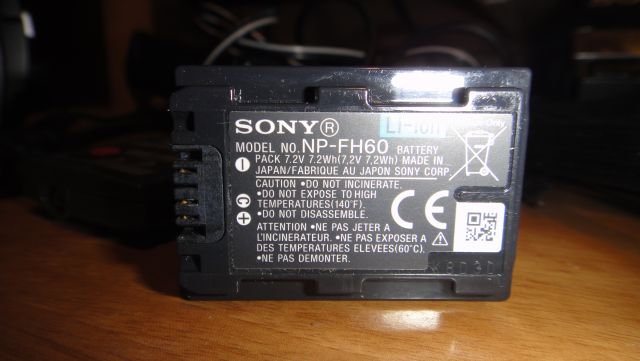 SONY®
Li-ion
MODEL NO. NP-FH60 BATTERY
PACK 7.2V 7.2Wh(7,2V 7,2Wh) MADE IN
JAPAN/FABRIQUE AU JAPON SONY CORP.
CAUTION •DO NOT INCINERATE.
•DO NOT EXPOSE TO HIGH
TEMPERATURES(140°F).
•DO NOT DISASSEMBLE.
ATTENTION •NE PAS JETER A
L'INCINERATEUR. •NE PAS EXPOSER A
DES TEMPERATURES ELEVEES(60°C).
•NE PAS DEMONTER.
C
CE